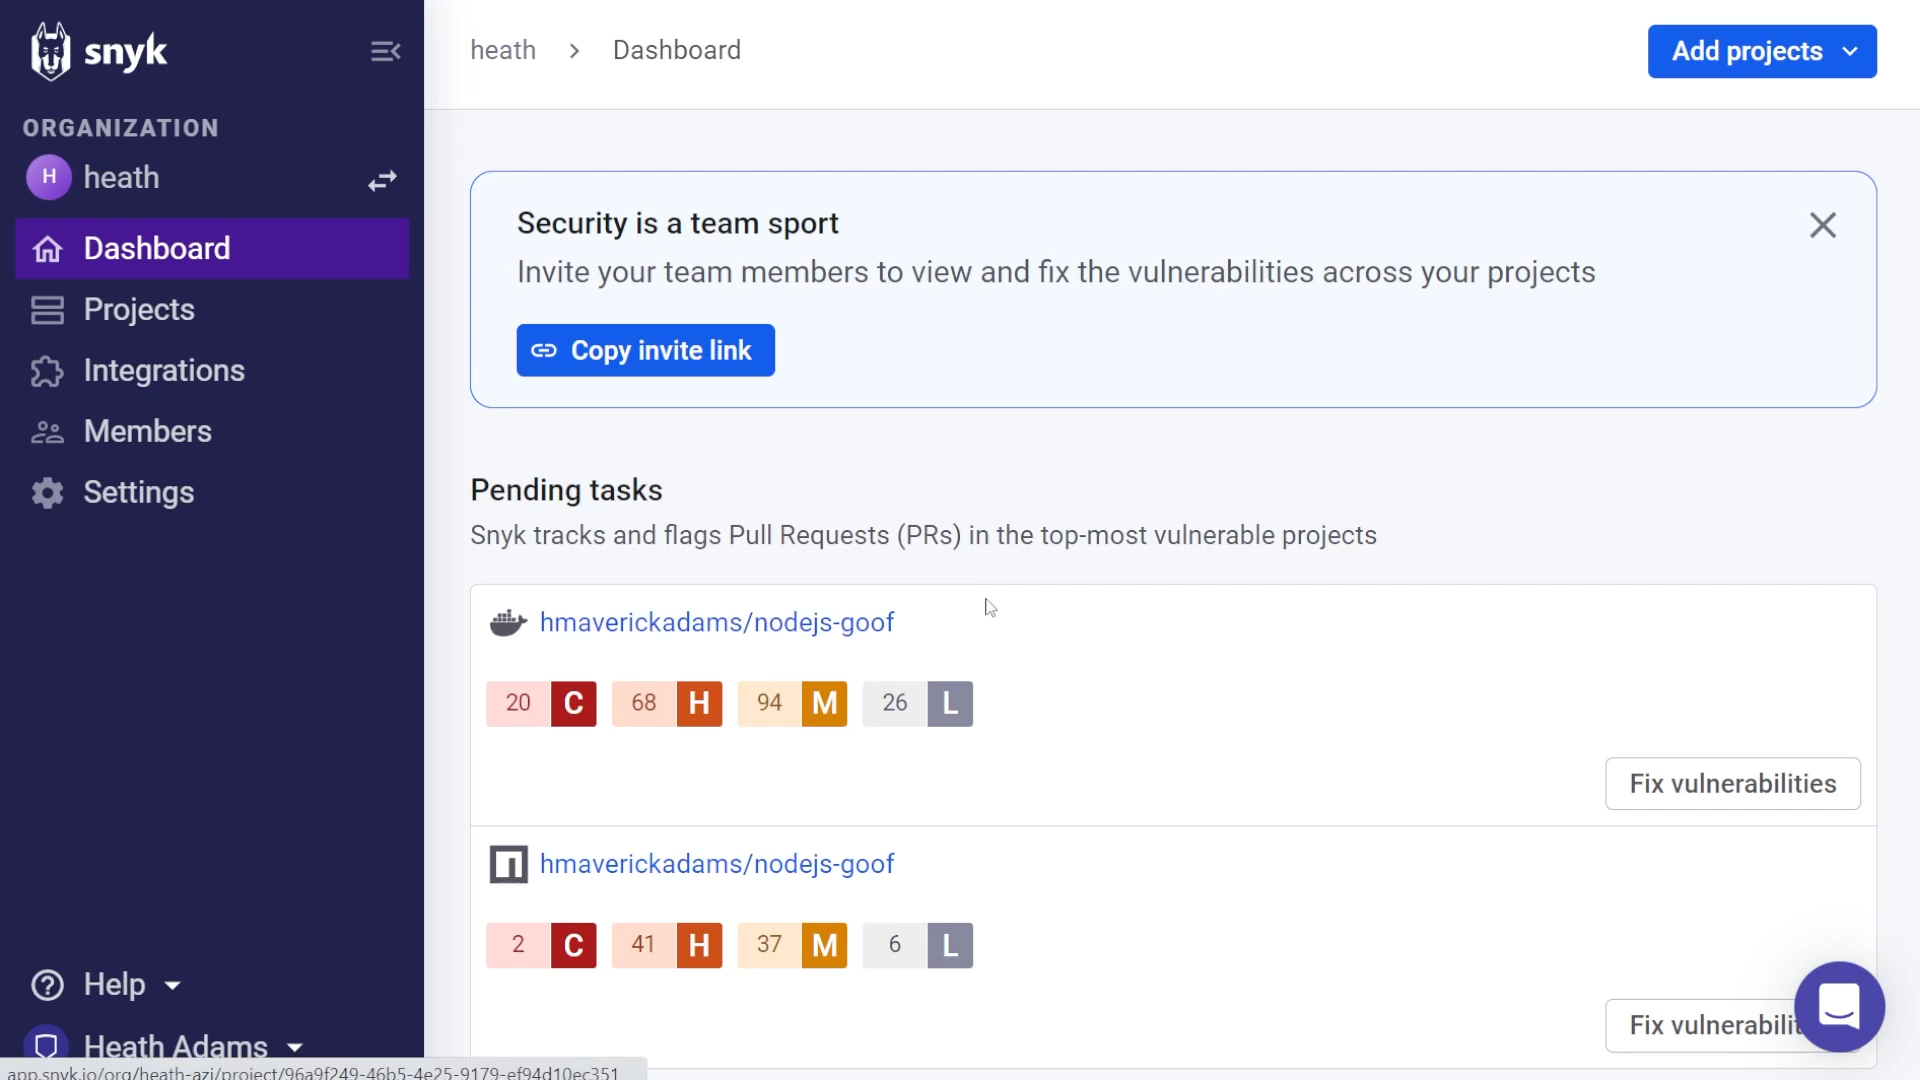 snyk
ORGANIZATION
H heath
Dashboard
Projects
Integrations
Members
Settings
Help
Heath Adams
app.snyk.io/org/heath-azi/project/96a9f249-46b5-4e25-9179-ef94d10ec351
heath > Dashboard
Add projects
Security is a team sport
Invite your team members to view and fix the vulnerabilities across your projects
Copy invite link
Pending tasks
Snyk tracks and flags Pull Requests (PRs) in the top-most vulnerable projects
hmaverickadams/nodejs-goof
20 C 68 H 94 M 26 L
Fix vulnerabilities
hmaverickadams/nodejs-goof
2 C 41 H 37 M 6 L
Fix vulnerabilit